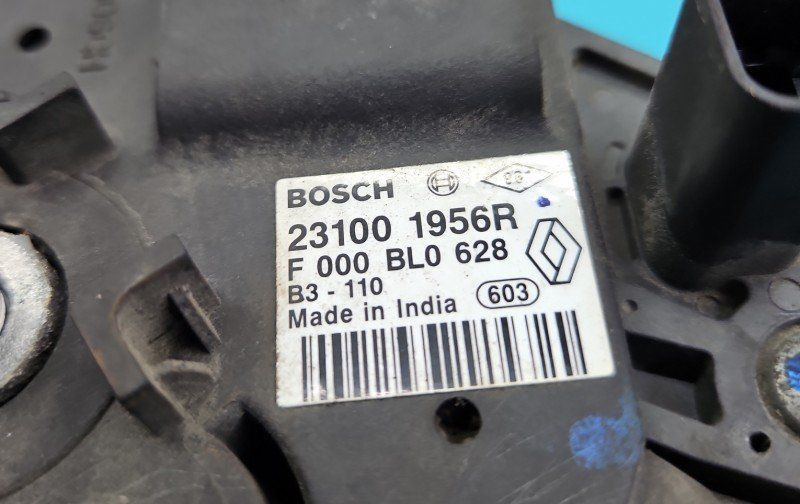 BOSCH
23100 1956R
F 000 BL0 628
B3 - 110
Made in India 603